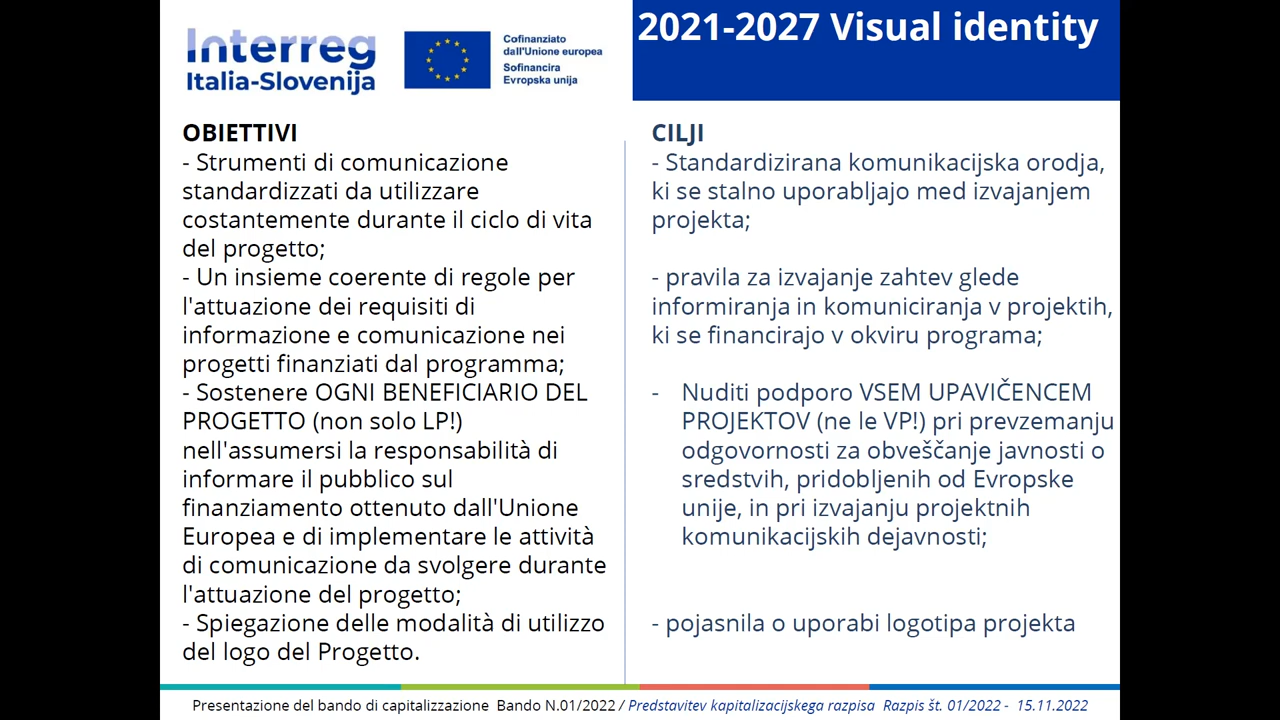 Interreg
Italia-Slovenija
Cofinanziato
dall'Unione europea
Sofinancira
Evropska unija
2021-2027 Visual identity
OBIETTIVI
- Strumenti di comunicazione
standardizzati da utilizzare
costantemente durante il ciclo di vita
del progetto;
- Un insieme coerente di regole per
l'attuazione dei requisiti di
informazione e comunicazione nei
progetti finanziati dal programma;
- Sostenere OGNI BENEFICIARIO DEL
PROGETTO (non solo LP!)
nell'assumersi la responsabilità di
informare il pubblico sul
finanziamento ottenuto dall'Unione
Europea e di implementare le attività
di comunicazione da svolgere durante
l'attuazione del progetto;
- Spiegazione delle modalità di utilizzo
del logo del Progetto.
CILJI
- Standardizirana komunikacijska orodja,
ki se stalno uporabljajo med izvajanjem
projekta;
- pravila za izvajanje zahtev glede
informiranja in komuniciranja v projektih,
ki se financirajo v okviru programa;
- Nuditi podporo VSEM UPAVIČENCEM
PROJEKTOV (ne le VP!) pri prevzemanju
odgovornosti za obveščanje javnosti o
sredstvih, pridobljenih od Evropske
unije, in pri izvajanju projektnih
komunikacijskih dejavnosti;
- pojasnila o uporabi logotipa projekta
Presentazione del bando di capitalizzazione Bando N.01/2022 / Predstavitev kapitalizacijskega razpisa Razpis št. 01/2022 - 15.11.2022